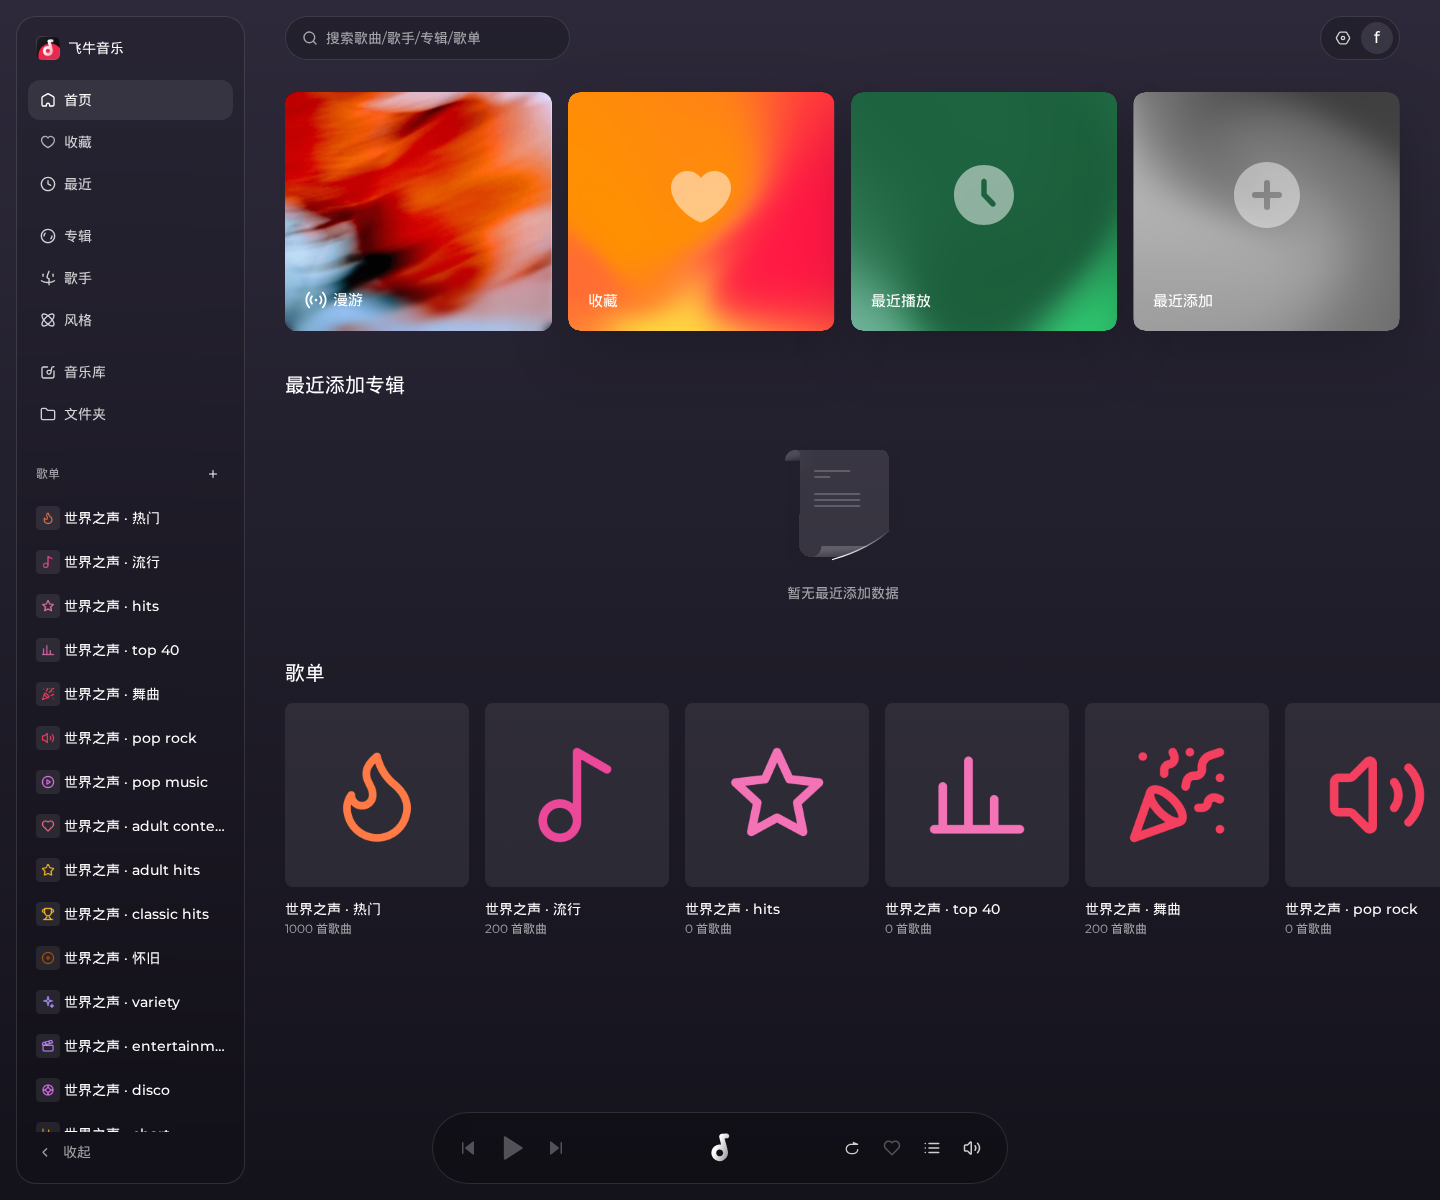 飞牛音乐
首页
收藏
最近
专辑
歌手
风格
音乐库
文件夹
歌单
世界之声 · 热门
世界之声 · 流行
世界之声 · hits
世界之声 · top 40
世界之声 · 舞曲
世界之声 · pop rock
世界之声 · pop music
世界之声 · adult conte...
世界之声 · adult hits
世界之声 · classic hits
世界之声 · 怀旧
世界之声 · variety
世界之声 · entertainm...
世界之声 · disco
收起
搜索歌曲/歌手/专辑/歌单
f
漫游
收藏
最近播放
最近添加
最近添加专辑
暂无最近添加数据
歌单
世界之声 · 热门
1000 首歌曲
世界之声 · 流行
200 首歌曲
世界之声 · hits
0 首歌曲
世界之声 · top 40
0 首歌曲
世界之声 · 舞曲
200 首歌曲
世界之声 · pop rock
0 首歌曲